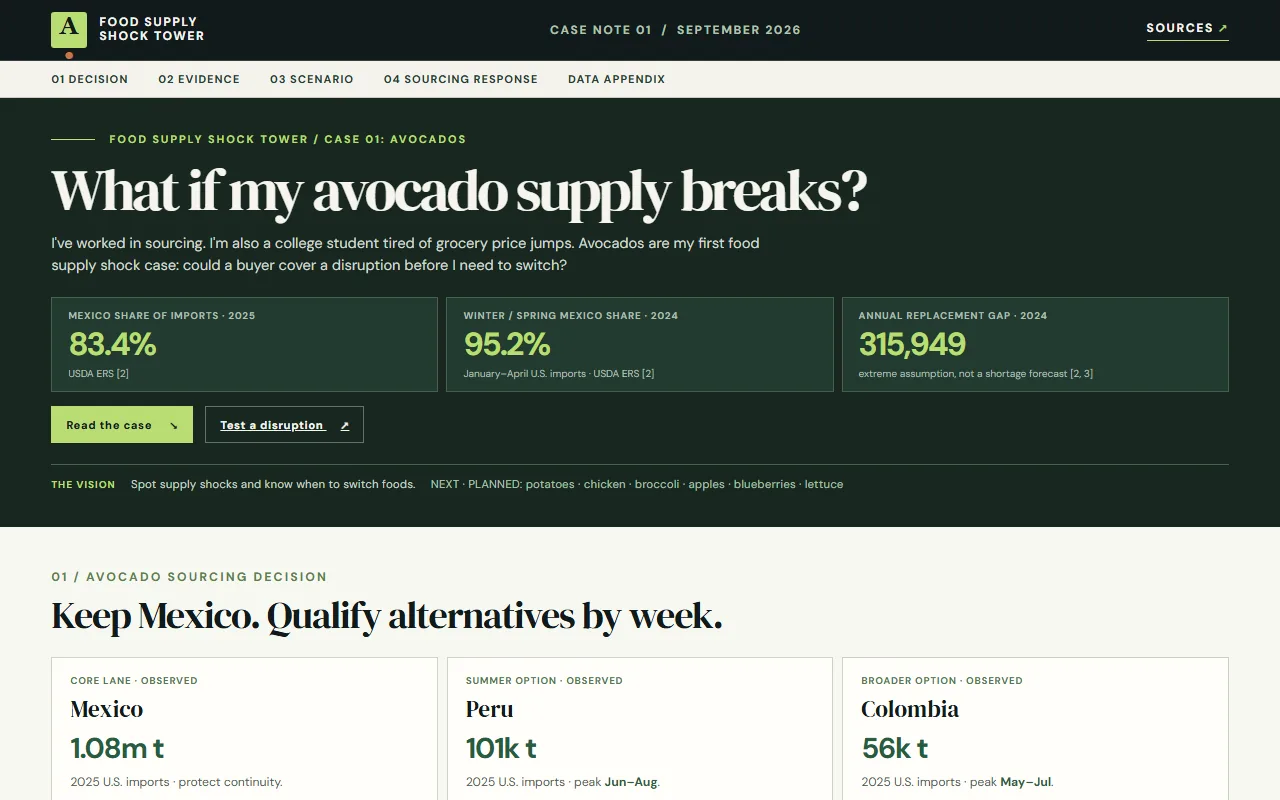 A
FOOD SUPPLY
SHOCK TOWER
CASE NOTE 01 / SEPTEMBER 2026
SOURCES ↗
01 DECISION
02 EVIDENCE
03 SCENARIO
04 SOURCING RESPONSE
DATA APPENDIX
FOOD SUPPLY SHOCK TOWER / CASE 01: AVOCADOS
What if my avocado supply breaks?
I've worked in sourcing. I'm also a college student tired of grocery price jumps. Avocados are my first food
supply shock case: could a buyer cover a disruption before I need to switch?
MEXICO SHARE OF IMPORTS · 2025
83.4%
USDA ERS [2]
WINTER / SPRING MEXICO SHARE · 2024
95.2%
January–April U.S. imports · USDA ERS [2]
ANNUAL REPLACEMENT GAP · 2024
315,949
extreme assumption, not a shortage forecast [2, 3]
Read the case ↘
Test a disruption ↗
THE VISION Spot supply shocks and know when to switch foods. NEXT · PLANNED: potatoes · chicken · broccoli · apples · blueberries · lettuce
01 / AVOCADO SOURCING DECISION
Keep Mexico. Qualify alternatives by week.
CORE LANE · OBSERVED
Mexico
1.08m t
2025 U.S. imports · protect continuity.
SUMMER OPTION · OBSERVED
Peru
101k t
2025 U.S. imports · peak Jun–Aug.
BROADER OPTION · OBSERVED
Colombia
56k t
2025 U.S. imports · peak May–Jul.